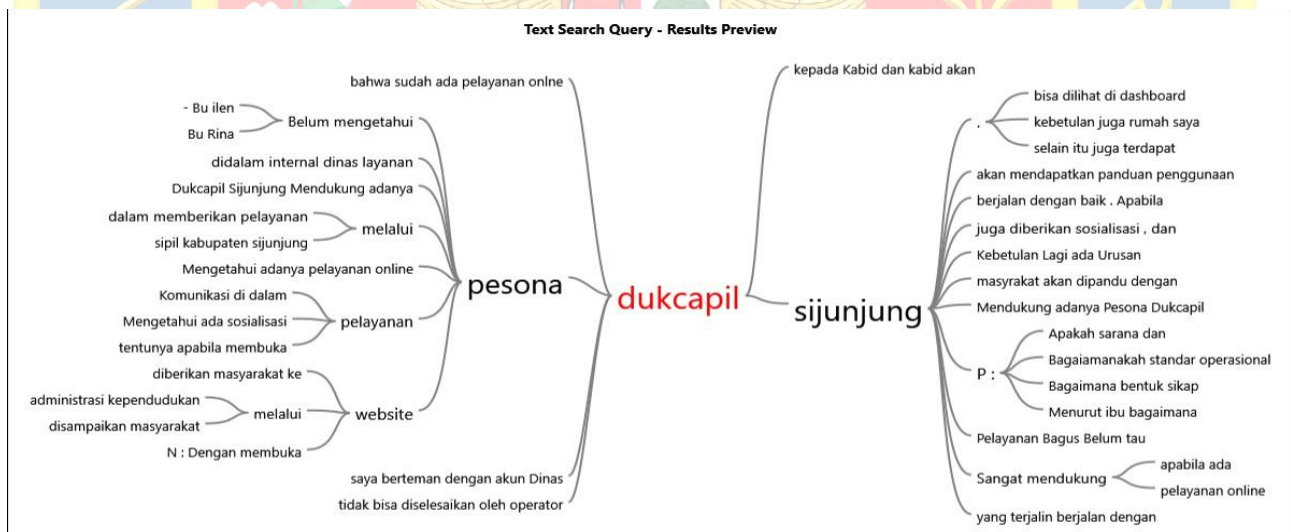 Text Search Query - Results Preview
bahwa sudah ada pelayanan onlne
- Bu ilen
Bu Rina
Belum mengetahui
didalam internal dinas layanan
Dukcapil Sijunjung Mendukung adanya
dalam memberikan pelayanan
sipil kabupaten sijunjung
melalui
Mengetahui adanya pelayanan online
Komunikasi di dalam
Mengetahui ada sosialisasi
tentunya apabila membuka
pelayanan
diberikan masyarakat ke
administrasi kependudukan
disampaikan masyarakat
melalui
N : Dengan membuka
website
pesona
saya berteman dengan akun Dinas
tidak bisa diselesaikan oleh operator
dukcapil
kepada Kabid dan kabid akan
sijunjung
.
bisa dilihat di dashboard
kebetulan juga rumah saya
selain itu juga terdapat
akan mendapatkan panduan penggunaan
berjalan dengan baik . Apabila
juga diberikan sosialisasi , dan
Kebetulan Lagi ada Urusan
masyrakat akan dipandu dengan
Mendukung adanya Pesona Dukcapil
P :
Apakah sarana dan
Bagaiamanakah standar operasional
Bagaimana bentuk sikap
Menurut ibu bagaimana
Pelayanan Bagus Belum tau
Sangat mendukung
apabila ada
pelayanan online
yang terjalin berjalan dengan